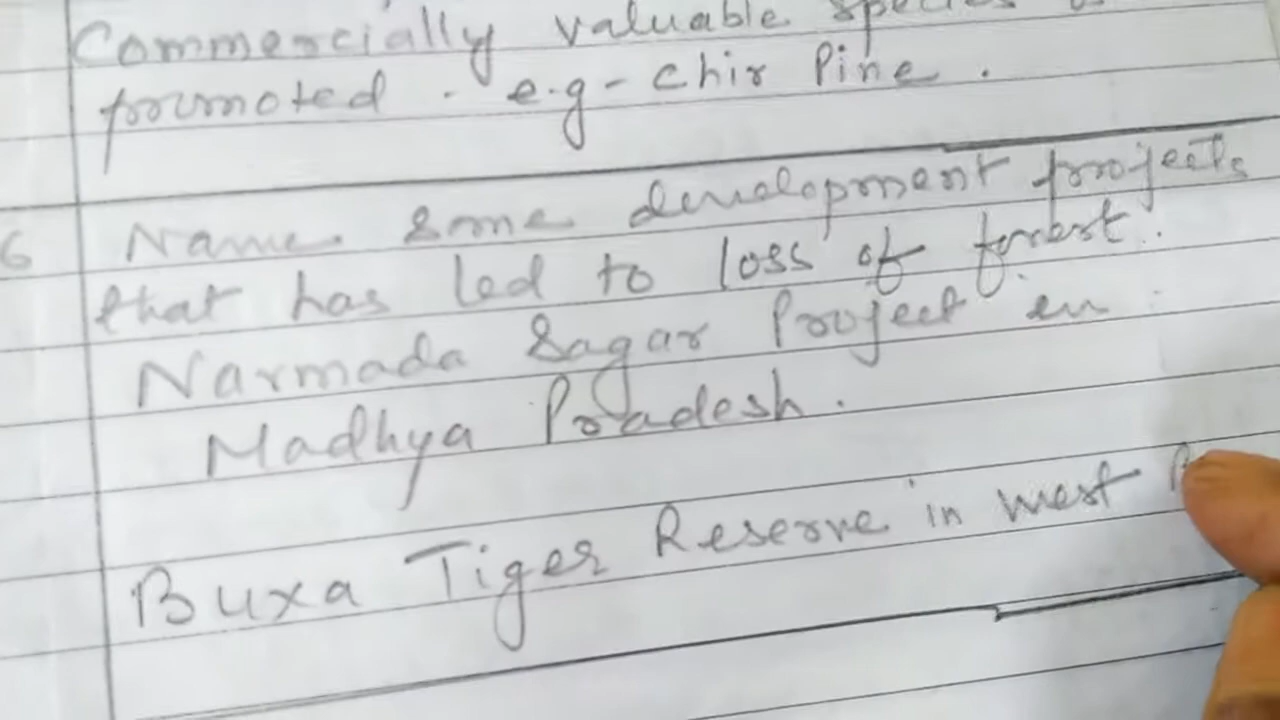 Commercially valuable species
promoted. e.g - Chir Pine.
6 Name some development projects
that has led to loss of forest.
Narmada Sagar Project in
Madhya Pradesh.
Buxa Tiger Reserve in west